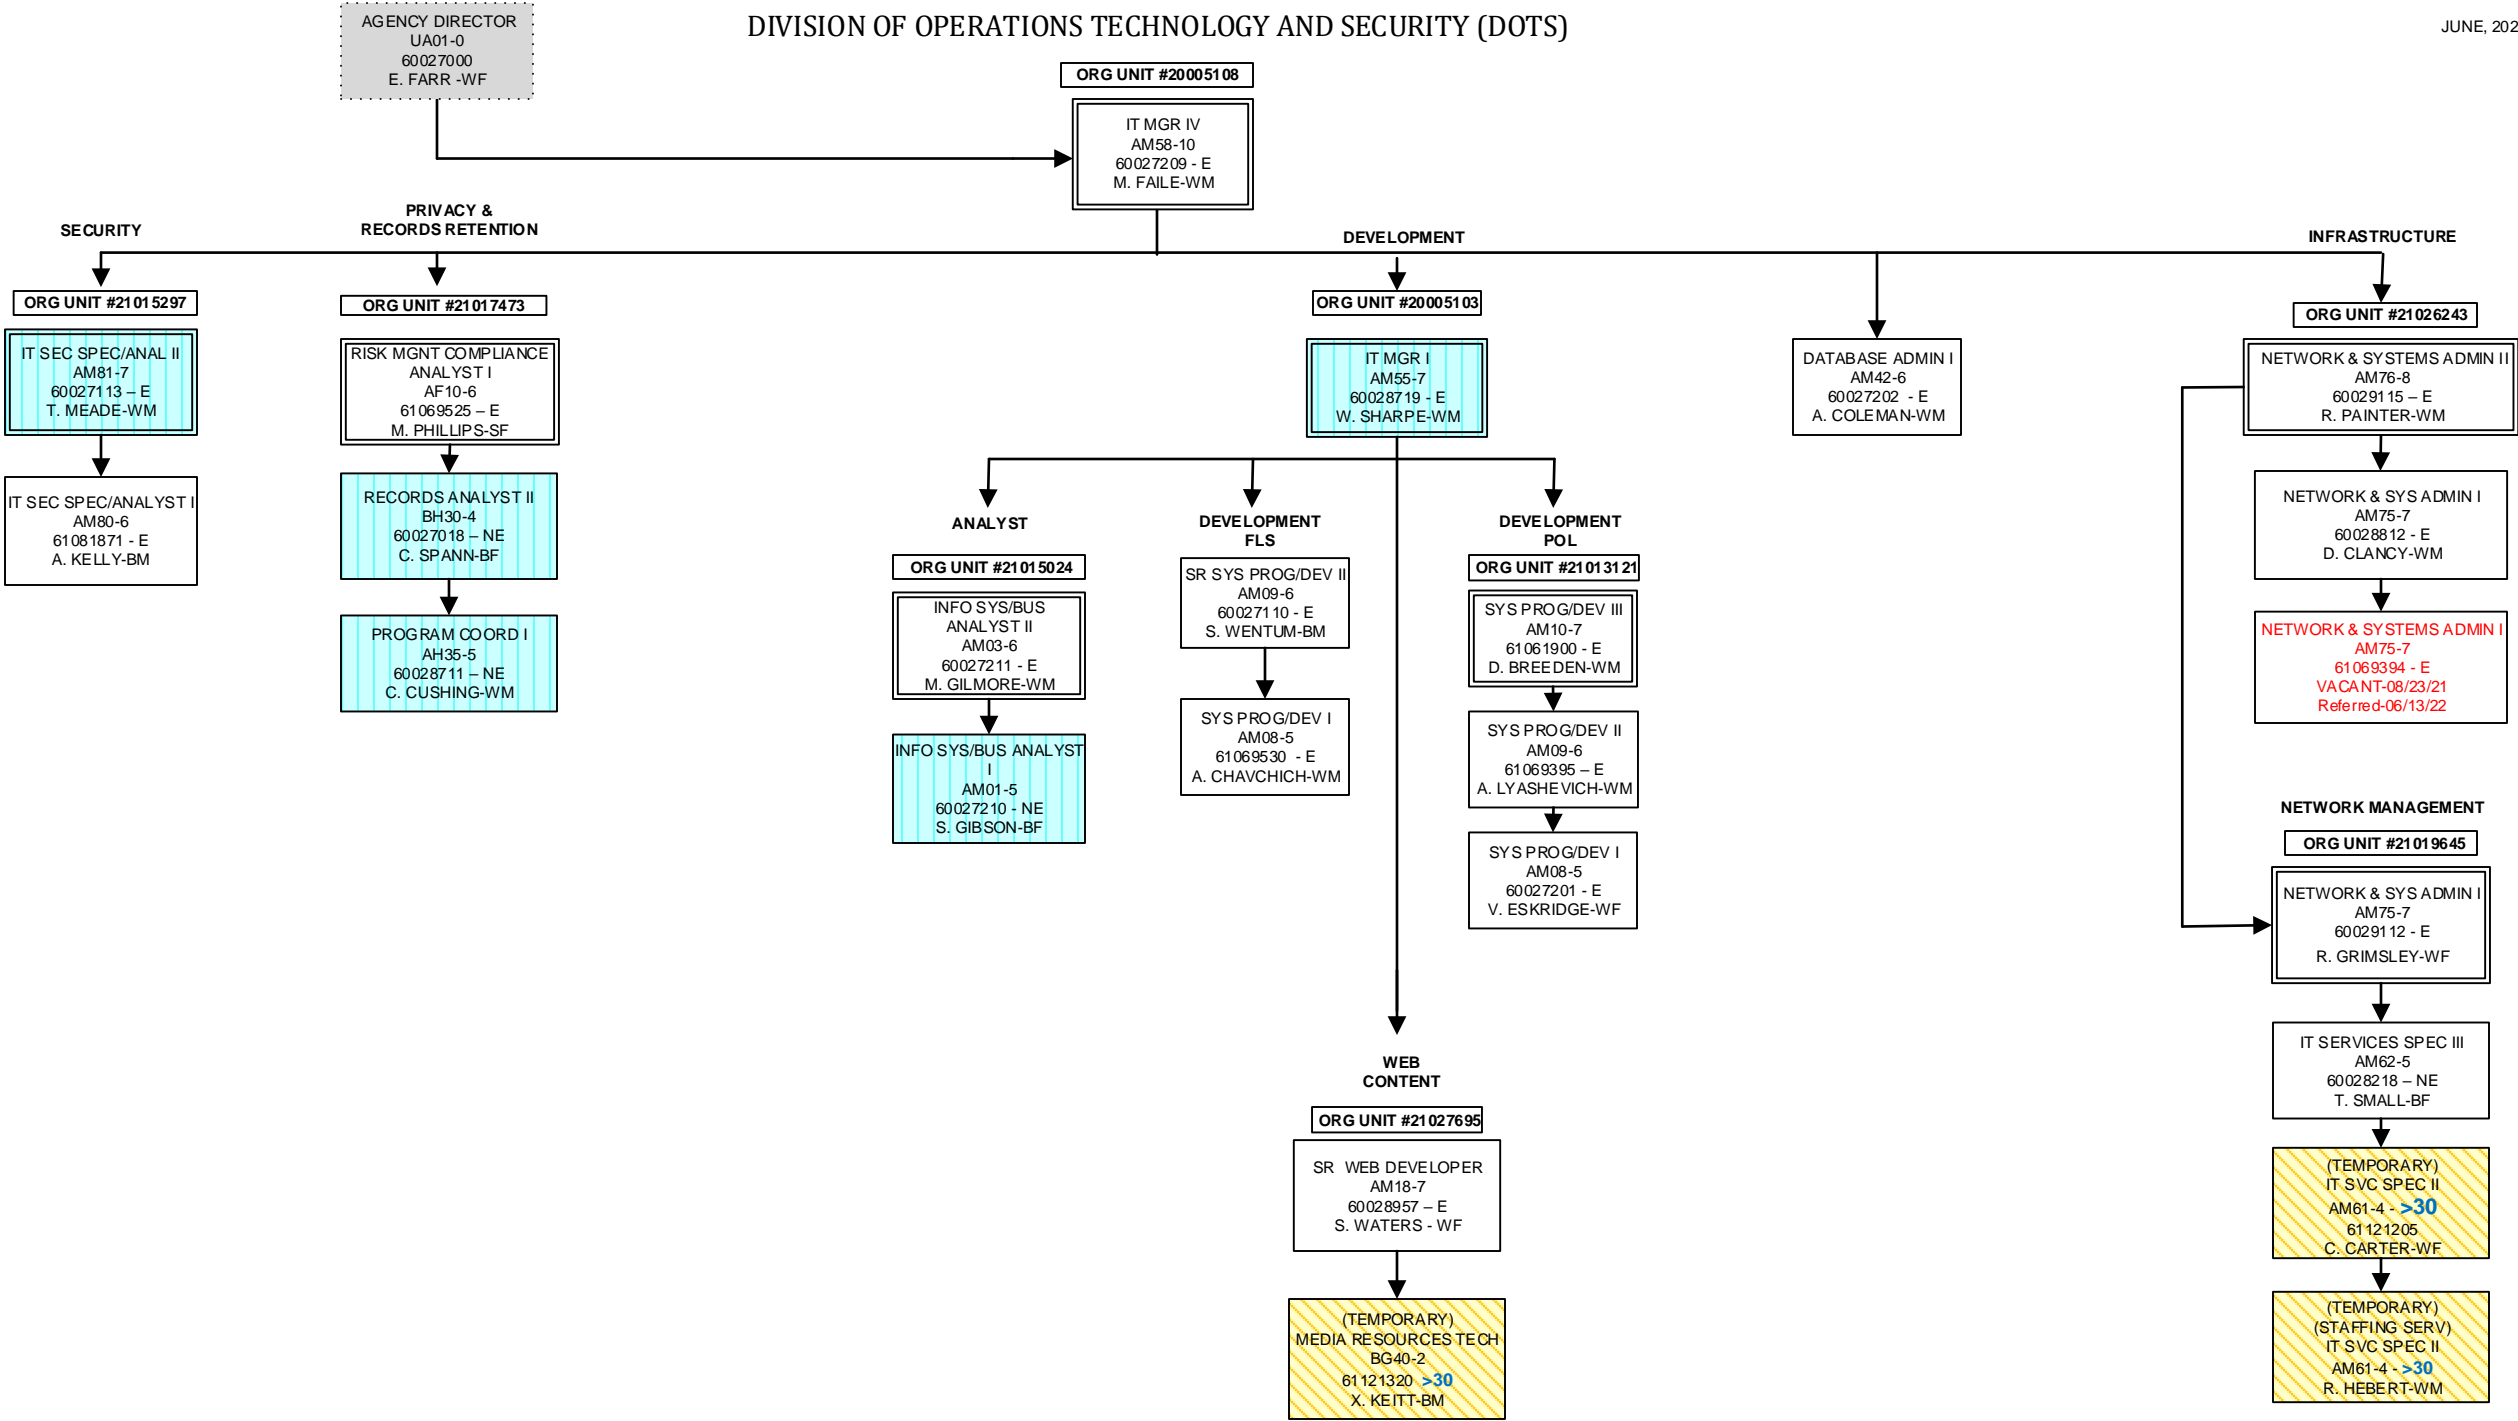 DIVISION OF OPERATIONS TECHNOLOGY AND SECURITY (DOTS)
JUNE, 202
AGENCY DIRECTOR
UA01-0
60027000
E. FARR -WF
ORG UNIT #20005108
IT MGR IV
AM58-10
60027209 - E
M. FAILE-WM
SECURITY
ORG UNIT #21015297
IT SEC SPEC/ANAL II
AM81-7
60027113 – E
T. MEADE-WM
IT SEC SPEC/ANALYST I
AM80-6
61081871 - E
A. KELLY-BM
PRIVACY &
RECORDS RETENTION
ORG UNIT #21017473
RISK MGNT COMPLIANCE
ANALYST I
AF10-6
61069525 – E
M. PHILLIPS-SF
RECORDS ANALYST II
BH30-4
60027018 – NE
C. SPANN-BF
PROGRAM COORD I
AH35-5
60028711 – NE
C. CUSHING-WM
DEVELOPMENT
ORG UNIT #20005103
IT MGR I
AM55-7
60028719 - E
W. SHARPE-WM
ANALYST
ORG UNIT #21015024
INFO SYS/BUS
ANALYST II
AM03-6
60027211 - E
M. GILMORE-WM
INFO SYS/BUS ANALYST
I
AM01-5
60027210 - NE
S. GIBSON-BF
DEVELOPMENT
FLS
SR SYS PROG/DEV II
AM09-6
60027110 - E
S. WENTUM-BM
SYS PROG/DEV I
AM08-5
61069530 - E
A. CHAVCHICH-WM
DEVELOPMENT
POL
ORG UNIT #21013121
SYS PROG/DEV III
AM10-7
61061900 - E
D. BREEDEN-WM
SYS PROG/DEV II
AM09-6
61069395 – E
A. LYASHEVICH-WM
SYS PROG/DEV I
AM08-5
60027201 - E
V. ESKRIDGE-WF
WEB
CONTENT
ORG UNIT #21027695
SR WEB DEVELOPER
AM18-7
60028957 – E
S. WATERS - WF
(TEMPORARY)
MEDIA RESOURCES TECH
BG40-2
61121320 >30
X. KEITT-BM
DATABASE ADMIN I
AM42-6
60027202 - E
A. COLEMAN-WM
INFRASTRUCTURE
ORG UNIT #21026243
NETWORK & SYSTEMS ADMIN II
AM76-8
60029115 – E
R. PAINTER-WM
NETWORK & SYS ADMIN I
AM75-7
60028812 - E
D. CLANCY-WM
NETWORK & SYSTEMS ADMIN I
AM75-7
61069394 - E
VACANT-08/23/21
Referred-06/13/22
NETWORK MANAGEMENT
ORG UNIT #21019645
NETWORK & SYS ADMIN I
AM75-7
60029112 - E
R. GRIMSLEY-WF
IT SERVICES SPEC III
AM62-5
60028218 – NE
T. SMALL-BF
(TEMPORARY)
IT SVC SPEC II
AM61-4 - >30
61121205
C. CARTER-WF
(TEMPORARY)
(STAFFING SERV)
IT SVC SPEC II
AM61-4 - >30
R. HEBERT-WM